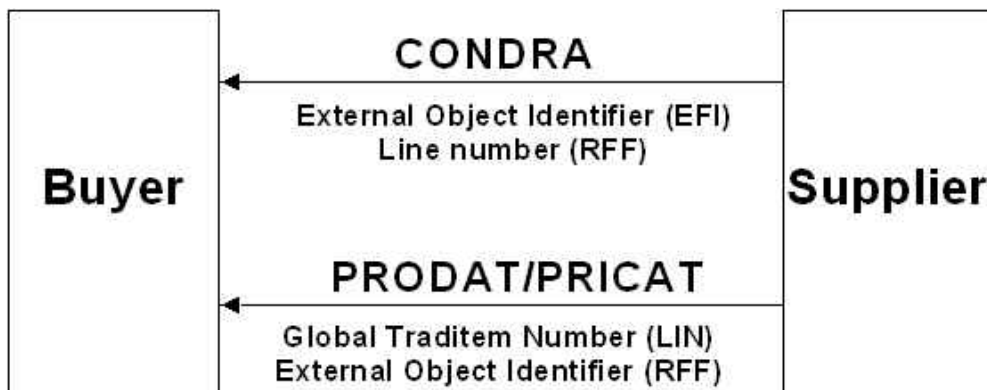 CONDRA
External Object Identifier (EFI)
Line number (RFF)
Buyer
Supplier
PRODAT/PRICAT
Global Traditem Number (LIN)
External Object Identifier (RFF)